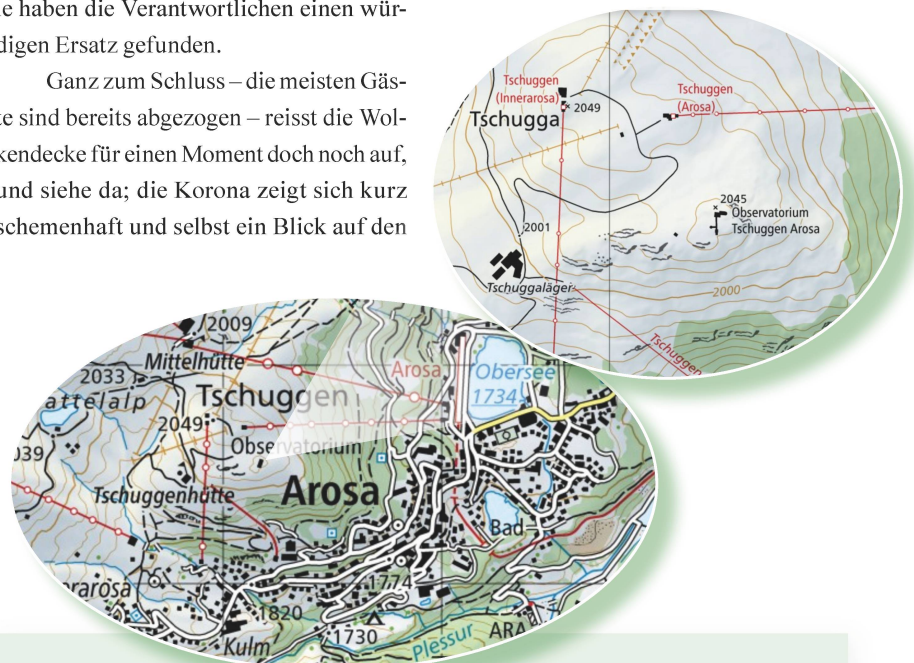 e haben die Verantwortlichen einen wür-
digen Ersatz gefunden.
Ganz zum Schluss – die meisten Gäs-
te sind bereits abgezogen – reisst die Wol-
kendecke für einen Moment doch noch auf,
und siehe da; die Korona zeigt sich kurz
schemenhaft und selbst ein Blick auf den
Tschuggen
(Innerarosa)
2049
Tschugga
Tschuggen
(Arosa)
2045
Observatorium
Tschuggen Arosa
2001
Tschuggaläger
2000
Tschuggen
2009
Mittelhütte
2033
attelalp
Tschuggen
2049
Observatorium
039
Tschuggenhütte
Arosa
Arosa
Obersee
1734
Bad
1774
rarosa
1820
Kulm
1730
Plessur
ARA